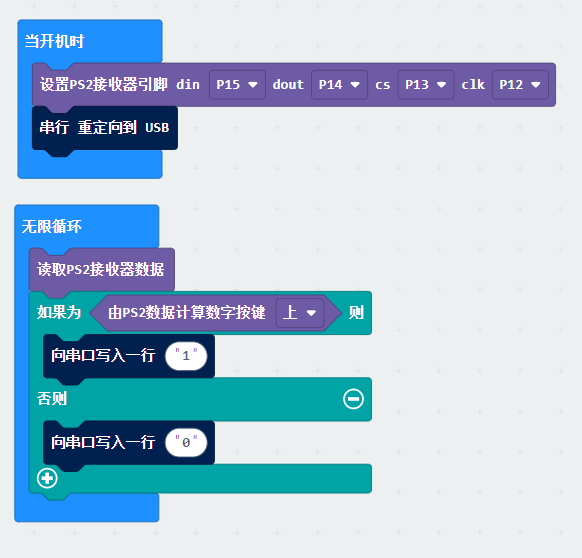 当开机时
设置PS2接收器引脚 din P15 dout P14 cs P13 clk P12
串行 重定向到 USB
无限循环
读取PS2接收器数据
如果为 由PS2数据计算数字按键 上 则
向串口写入一行 "1"
否则
向串口写入一行 "0"